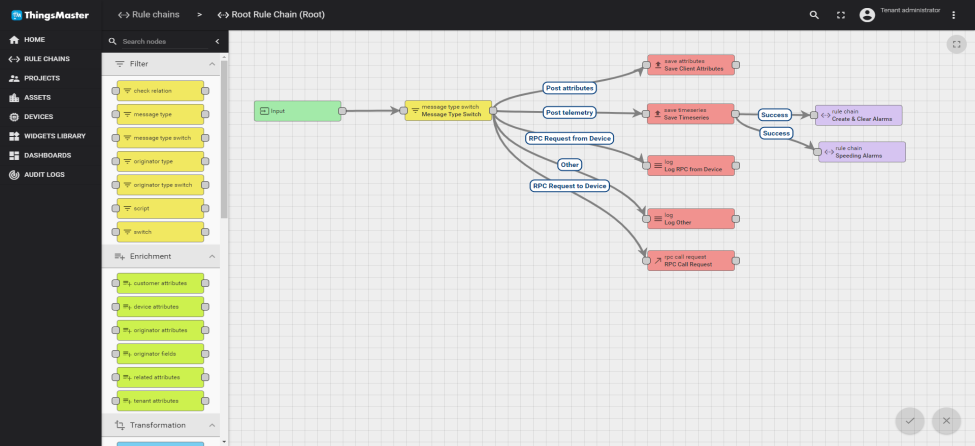 ThingsMaster
Rule chains > Root Rule Chain (Root)
Tenant administrator
HOME
RULE CHAINS
PROJECTS
ASSETS
DEVICES
WIDGETS LIBRARY
DASHBOARDS
AUDIT LOGS
Search nodes
Filter
check relation
message type
message type switch
originator type
originator type switch
script
switch
Enrichment
customer attributes
device attributes
originator attributes
originator fields
related attributes
tenant attributes
Transformation
Input
message type switch
Message Type Switch
Post attributes
Post telemetry
RPC Request from Device
Other
RPC Request to Device
save attributes
Save Client Attributes
save timeseries
Save Timeseries
log
Log RPC from Device
log
Log Other
rpc call request
RPC Call Request
Success
Success
rule chain
Create & Clear Alarms
rule chain
Speeding Alarms